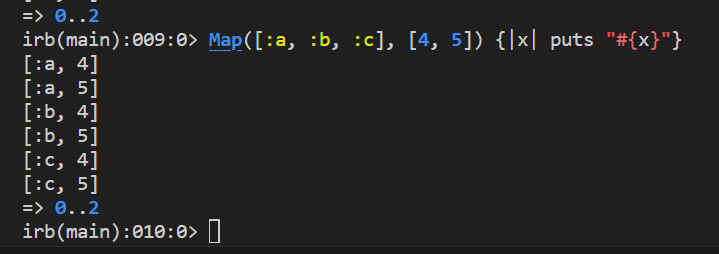 => 0..2
irb(main):009:0> Map([:a, :b, :c], [4, 5]) {|x| puts "#{x}"}
[:a, 4]
[:a, 5]
[:b, 4]
[:b, 5]
[:c, 4]
[:c, 5]
=> 0..2
irb(main):010:0>